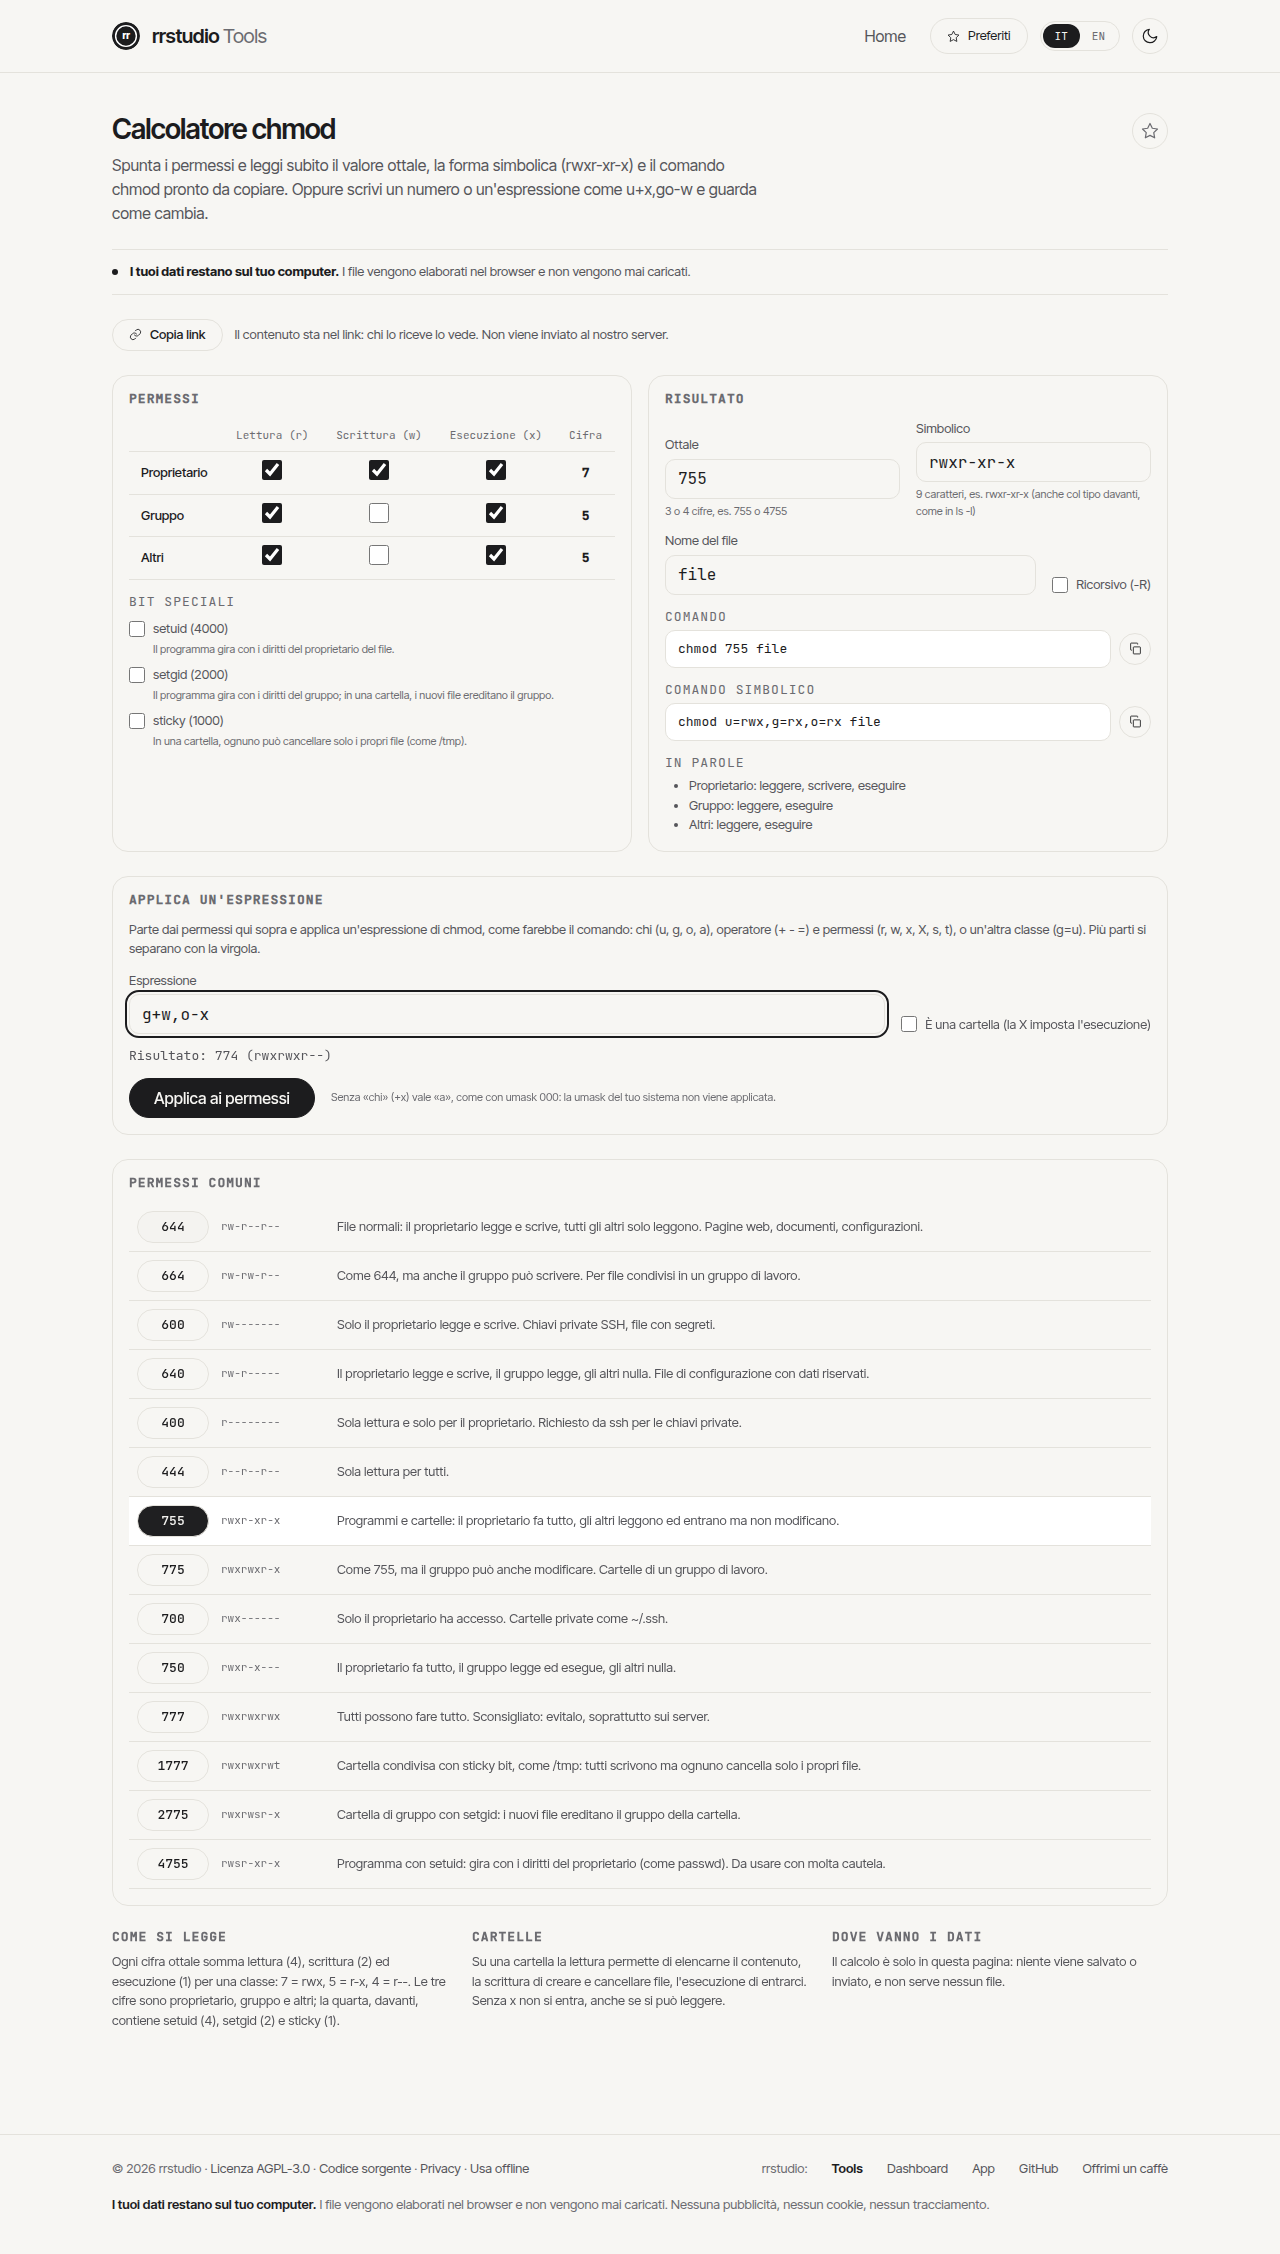 rr rrstudio Tools
Home
Preferiti
IT EN
Calcolatore chmod
Spunta i permessi e leggi subito il valore ottale, la forma simbolica (rwxr-xr-x) e il comando
chmod pronto da copiare. Oppure scrivi un numero o un'espressione come u+x,go-w e guarda
come cambia.
I tuoi dati restano sul tuo computer. I file vengono elaborati nel browser e non vengono mai caricati.
Copia link
Il contenuto sta nel link: chi lo riceve lo vede. Non viene inviato al nostro server.
PERMESSI
Lettura (r) Scrittura (w) Esecuzione (x) Cifra
Proprietario 7
Gruppo 5
Altri 5
BIT SPECIALI
setuid (4000)
Il programma gira con i diritti del proprietario del file.
setgid (2000)
Il programma gira con i diritti del gruppo; in una cartella, i nuovi file ereditano il gruppo.
sticky (1000)
In una cartella, ognuno può cancellare solo i propri file (come /tmp).
RISULTATO
Ottale
755
3 o 4 cifre, es. 755 o 4755
Simbolico
rwxr-xr-x
9 caratteri, es. rwxr-xr-x (anche col tipo davanti,
come in ls -l)
Nome del file
file
Ricorsivo (-R)
COMANDO
chmod 755 file
COMANDO SIMBOLICO
chmod u=rwx,g=rx,o=rx file
IN PAROLE
• Proprietario: leggere, scrivere, eseguire
• Gruppo: leggere, eseguire
• Altri: leggere, eseguire
APPLICA UN'ESPRESSIONE
Parte dai permessi qui sopra e applica un'espressione di chmod, come farebbe il comando: chi (u, g, o, a), operatore (+ - =) e permessi (r, w, x, X, s, t), o un'altra classe (g=u). Più parti si
separano con la virgola.
Espressione
g+w,o-x
È una cartella (la X imposta l'esecuzione)
Risultato: 774 (rwxrwxr--)
Applica ai permessi
Senza «chi» (+x) vale «a», come con umask 000: la umask del tuo sistema non viene applicata.
PERMESSI COMUNI
644 rw-r--r-- File normali: il proprietario legge e scrive, tutti gli altri solo leggono. Pagine web, documenti, configurazioni.
664 rw-rw-r-- Come 644, ma anche il gruppo può scrivere. Per file condivisi in un gruppo di lavoro.
600 rw------- Solo il proprietario legge e scrive. Chiavi private SSH, file con segreti.
640 rw-r----- Il proprietario legge e scrive, il gruppo legge, gli altri nulla. File di configurazione con dati riservati.
400 r-------- Sola lettura e solo per il proprietario. Richiesto da ssh per le chiavi private.
444 r--r--r-- Sola lettura per tutti.
755 rwxr-xr-x Programmi e cartelle: il proprietario fa tutto, gli altri leggono ed entrano ma non modificano.
775 rwxrwxr-x Come 755, ma il gruppo può anche modificare. Cartelle di un gruppo di lavoro.
700 rwx------ Solo il proprietario ha accesso. Cartelle private come ~/.ssh.
750 rwxr-x--- Il proprietario fa tutto, il gruppo legge ed esegue, gli altri nulla.
777 rwxrwxrwx Tutti possono fare tutto. Sconsigliato: evitalo, soprattutto sui server.
1777 rwxrwxrwt Cartella condivisa con sticky bit, come /tmp: tutti scrivono ma ognuno cancella solo i propri file.
2775 rwxrwsr-x Cartella di gruppo con setgid: i nuovi file ereditano il gruppo della cartella.
4755 rwsr-xr-x Programma con setuid: gira con i diritti del proprietario (come passwd). Da usare con molta cautela.
COME SI LEGGE
Ogni cifra ottale somma lettura (4), scrittura (2) ed
esecuzione (1) per una classe: 7 = rwx, 5 = r-x, 4 = r--. Le tre
cifre sono proprietario, gruppo e altri; la quarta, davanti,
contiene setuid (4), setgid (2) e sticky (1).
CARTELLE
Su una cartella la lettura permette di elencarne il contenuto,
la scrittura di creare e cancellare file, l'esecuzione di entrarci.
Senza x non si entra, anche se si può leggere.
DOVE VANNO I DATI
Il calcolo è solo in questa pagina: niente viene salvato o
inviato, e non serve nessun file.
© 2026 rrstudio · Licenza AGPL-3.0 · Codice sorgente · Privacy · Usa offline
rrstudio: Tools Dashboard App GitHub Offrimi un caffè
I tuoi dati restano sul tuo computer. I file vengono elaborati nel browser e non vengono mai caricati. Nessuna pubblicità, nessun cookie, nessun tracciamento.